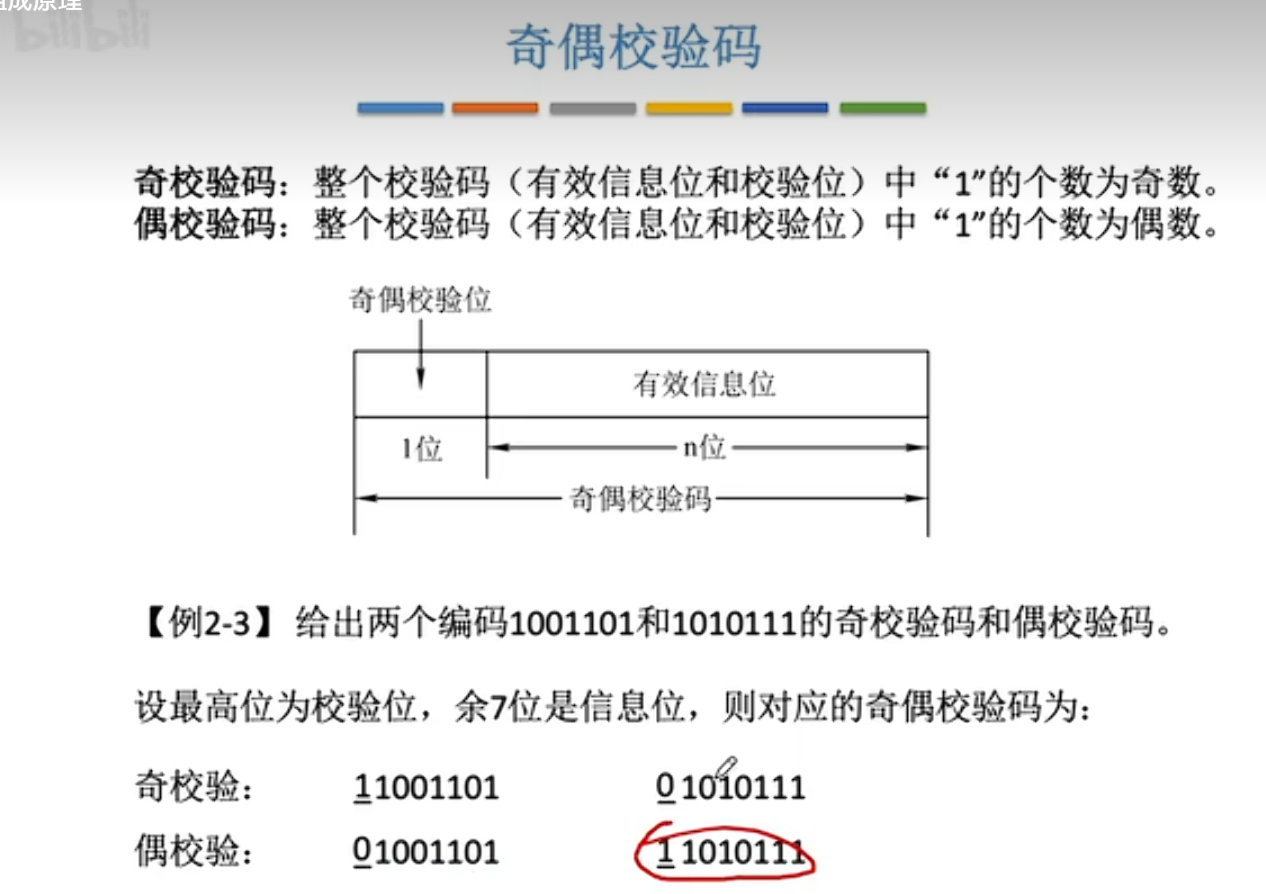 组成原理
bilibili
奇偶校验码
奇校验码：整个校验码（有效信息位和校验位）中“1”的个数为奇数。
偶校验码：整个校验码（有效信息位和校验位）中“1”的个数为偶数。
奇偶校验位
有效信息位
1位 n位
奇偶校验码
【例2-3】 给出两个编码1001101和1010111的奇校验码和偶校验码。
设最高位为校验位，余7位是信息位，则对应的奇偶校验码为：
奇校验： 11001101 01010111
偶校验： 01001101 11010111